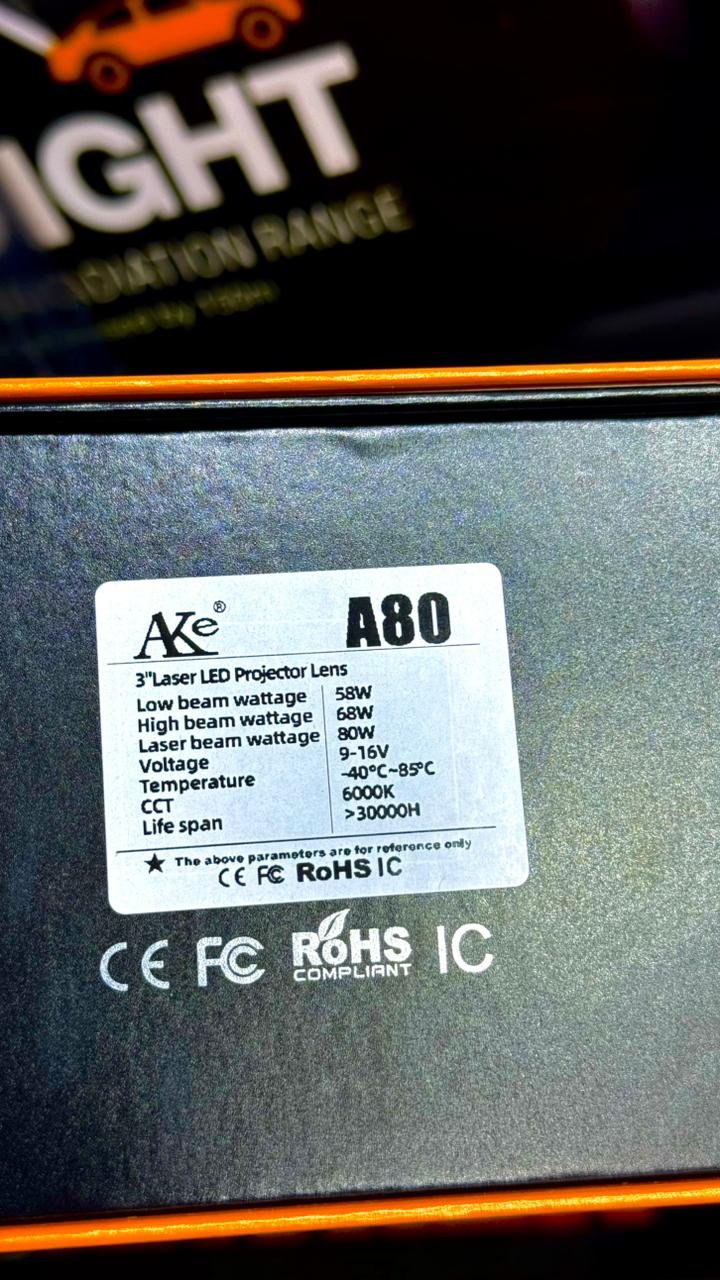 IGHT
RANGE
AKe®
A80
3"Laser LED Projector Lens
Low beam wattage 58W
High beam wattage 68W
Laser beam wattage 80W
Voltage 9-16V
Temperature -40°C~85°C
CCT 6000K
Life span >30000H
★ The above parameters are for reference only
CE FC RoHS IC
CE FC RoHS COMPLIANT IC